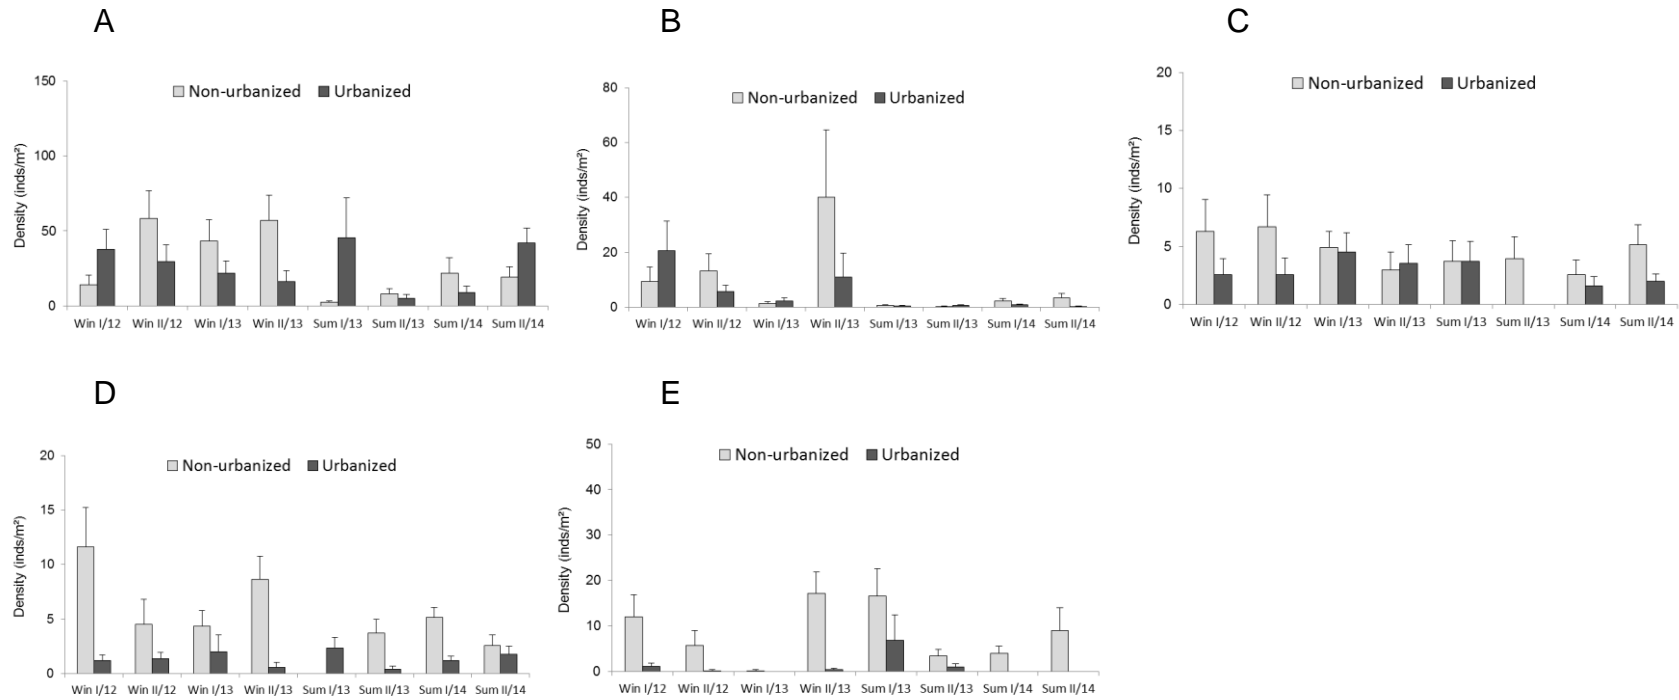 A
B
C
Density (inds/m²)
150
100
50
0
Non-urbanized Urbanized
Win I/12 Win II/12 Win I/13 Win II/13 Sum I/13 Sum II/13 Sum I/14 Sum II/14
Density (inds/m²)
80
60
40
20
0
Non-urbanized Urbanized
Win I/12 Win II/12 Win I/13 Win II/13 Sum I/13 Sum II/13 Sum I/14 Sum II/14
Density (inds/m²)
20
15
10
5
0
Non-urbanized Urbanized
Win I/12 Win II/12 Win I/13 Win II/13 Sum I/13 Sum II/13 Sum I/14 Sum II/14
D
E
Density (inds/m²)
20
15
10
5
0
Non-urbanized Urbanized
Win I/12 Win II/12 Win I/13 Win II/13 Sum I/13 Sum II/13 Sum I/14 Sum II/14
Density (inds/m²)
50
40
30
20
10
0
Non-urbanized Urbanized
Win I/12 Win II/12 Win I/13 Win II/13 Sum I/13 Sum II/13 Sum I/14 Sum II/14